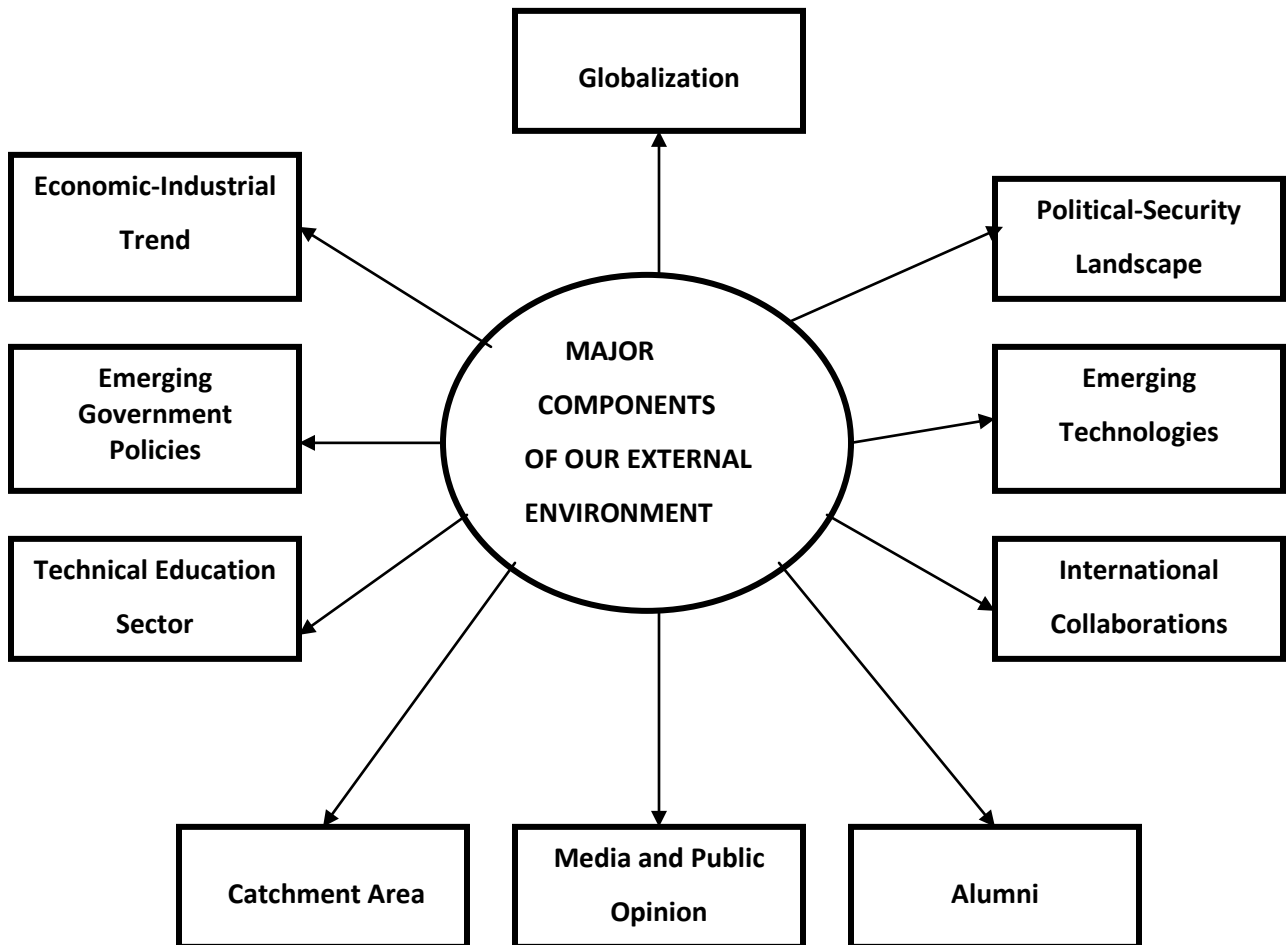 Globalization
Economic-Industrial
Trend
Political-Security
Landscape
MAJOR
COMPONENTS
OF OUR EXTERNAL
ENVIRONMENT
Emerging
Government
Policies
Emerging
Technologies
Technical Education
Sector
International
Collaborations
Catchment Area
Media and Public
Opinion
Alumni